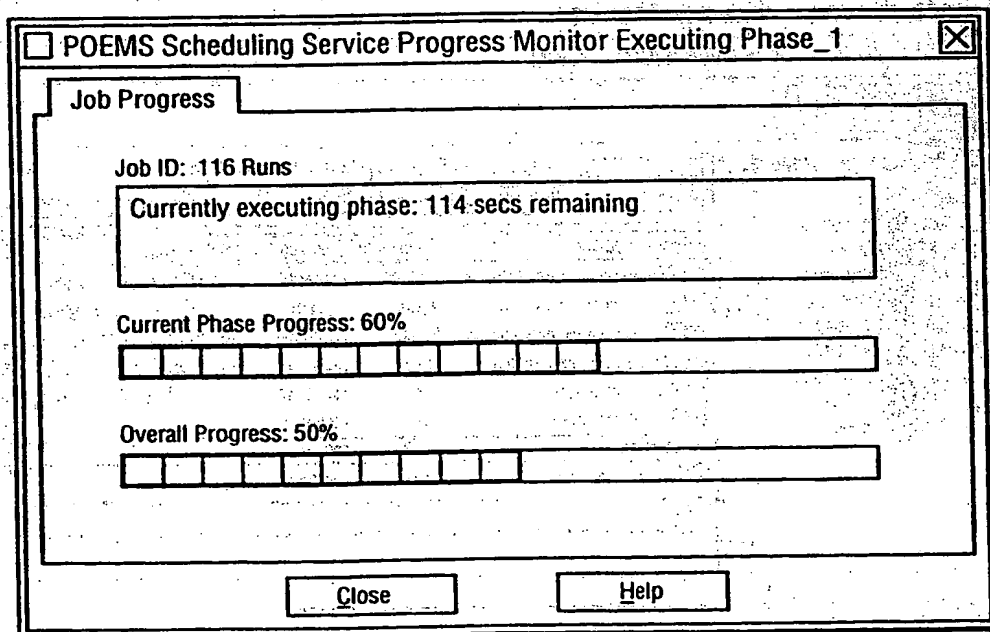 POEMS Scheduling Service Progress Monitor Executing Phase_1
Job Progress
Job ID: 116 Runs
Currently executing phase: 114 secs remaining
Current Phase Progress: 60%
Overall Progress: 50%
Close
Help